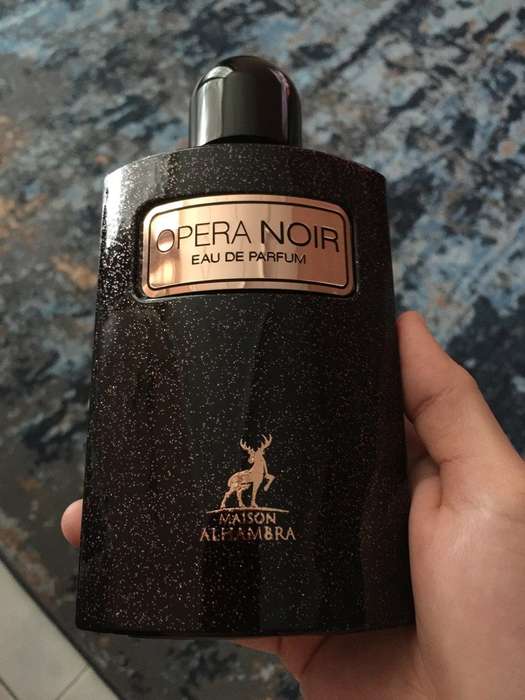 OPERA NOIR
EAU DE PARFUM
MAISON
ALHAMBRA